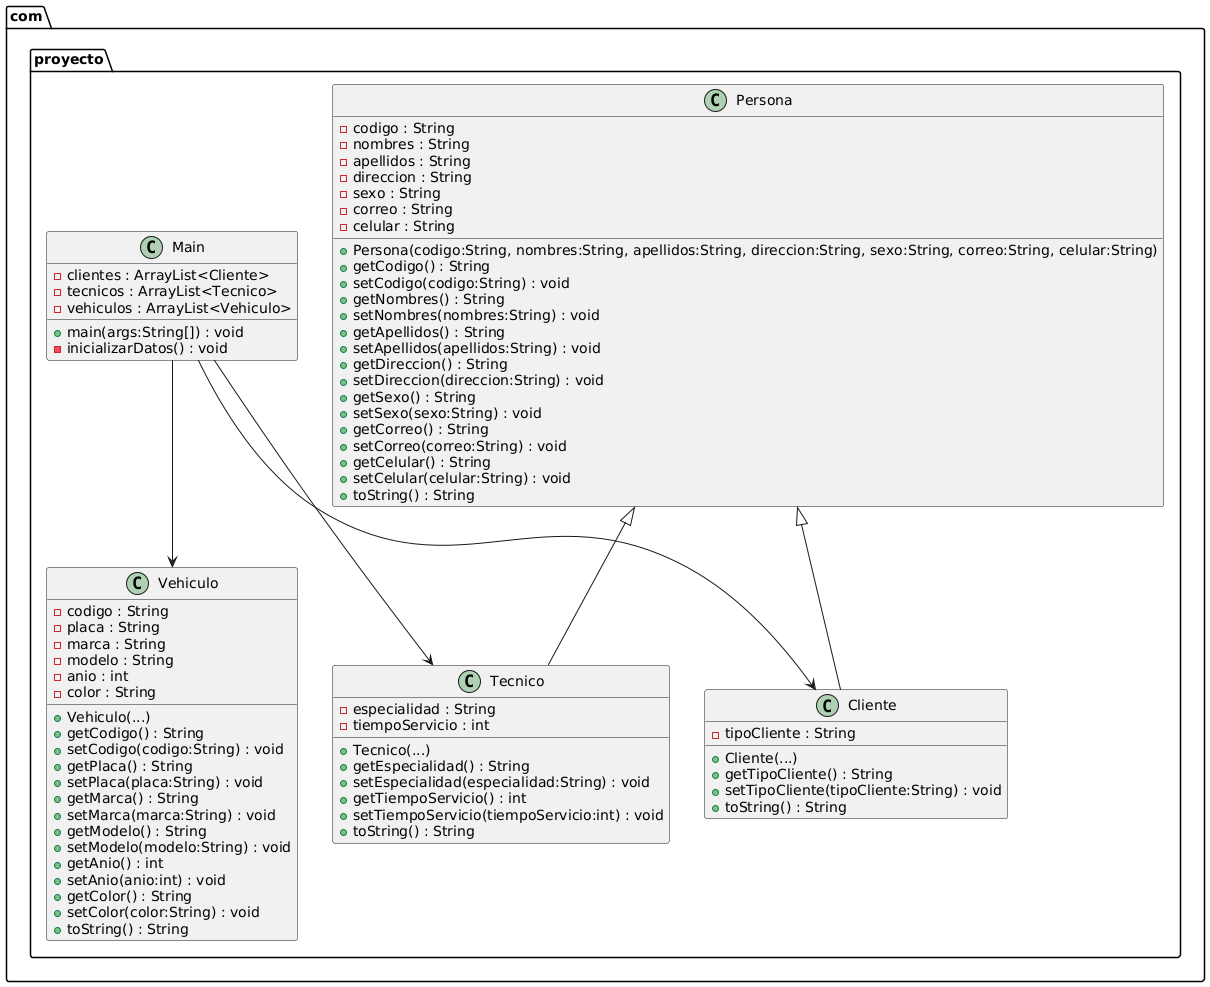 com
proyecto
C Persona
codigo : String
nombres : String
apellidos : String
direccion : String
sexo : String
correo : String
celular : String
Persona(codigo:String, nombres:String, apellidos:String, direccion:String, sexo:String, correo:String, celular:String)
getCodigo() : String
setCodigo(codigo:String) : void
getNombres() : String
setNombres(nombres:String) : void
getApellidos() : String
setApellidos(apellidos:String) : void
getDireccion() : String
setDireccion(direccion:String) : void
getSexo() : String
setSexo(sexo:String) : void
getCorreo() : String
setCorreo(correo:String) : void
getCelular() : String
setCelular(celular:String) : void
toString() : String
C Main
clientes : ArrayList<Cliente>
tecnicos : ArrayList<Tecnico>
vehiculos : ArrayList<Vehiculo>
main(args:String[]) : void
inicializarDatos() : void
C Vehiculo
codigo : String
placa : String
marca : String
modelo : String
anio : int
color : String
Vehiculo(...)
getCodigo() : String
setCodigo(codigo:String) : void
getPlaca() : String
setPlaca(placa:String) : void
getMarca() : String
setMarca(marca:String) : void
getModelo() : String
setModelo(modelo:String) : void
getAnio() : int
setAnio(anio:int) : void
getColor() : String
setColor(color:String) : void
toString() : String
C Tecnico
especialidad : String
tiempoServicio : int
Tecnico(...)
getEspecialidad() : String
setEspecialidad(especialidad:String) : void
getTiempoServicio() : int
setTiempoServicio(tiempoServicio:int) : void
toString() : String
C Cliente
tipoCliente : String
Cliente(...)
getTipoCliente() : String
setTipoCliente(tipoCliente:String) : void
toString() : String